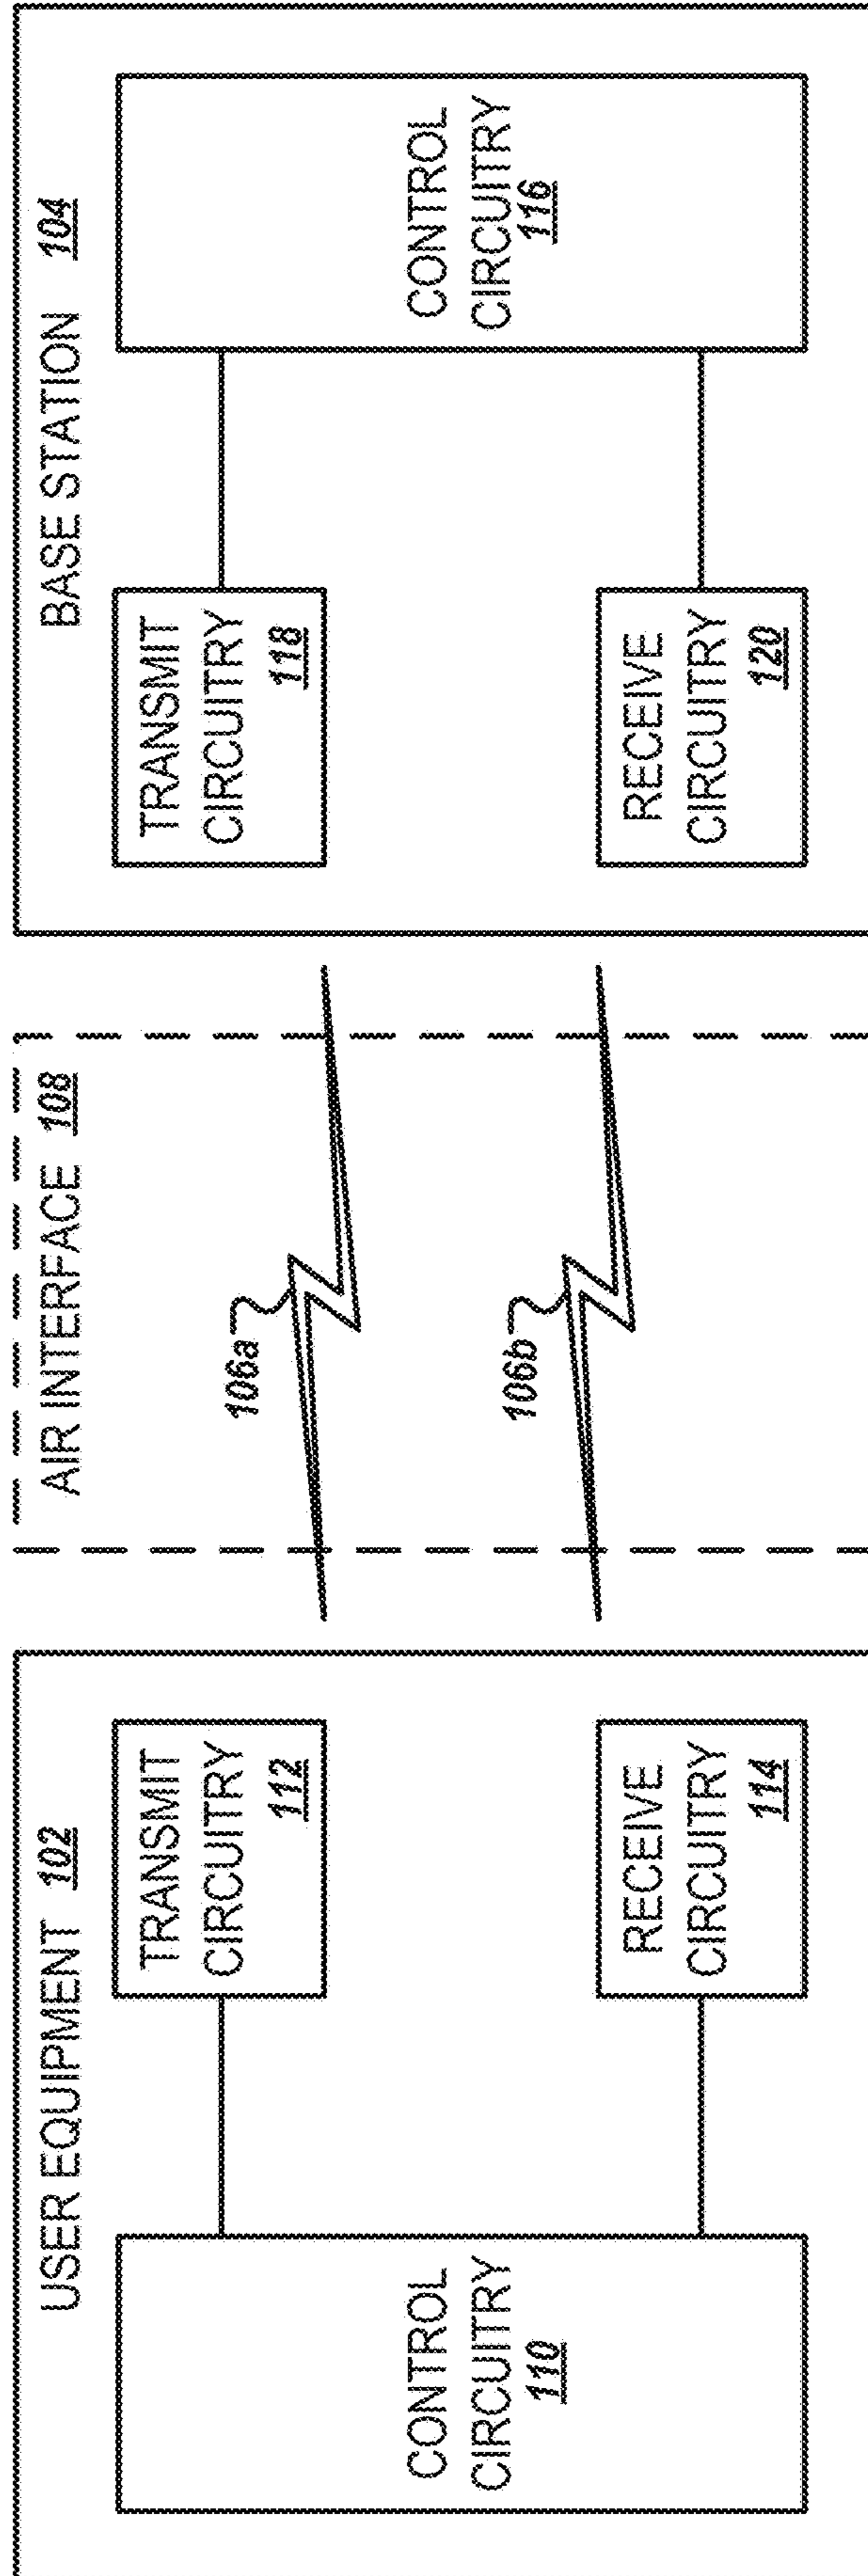 USER EQUIPMENT 102
CONTROL
CIRCUITRY
110
TRANSMIT
CIRCUITRY
112
RECEIVE
CIRCUITRY
114
AIR INTERFACE 108
106a
106b
BASE STATION 104
TRANSMIT
CIRCUITRY
118
RECEIVE
CIRCUITRY
120
CONTROL
CIRCUITRY
116